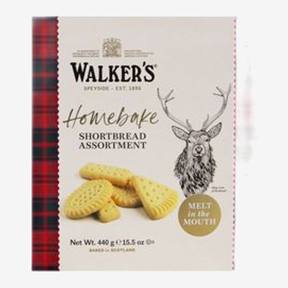 WALKER'S
SPEYSIDE - EST. 1898
Homebake
SHORTBREAD
ASSORTMENT
MELT
in the
MOUTH
Net Wt. 440 g 15.5 oz
BAKED IN SCOTLAND